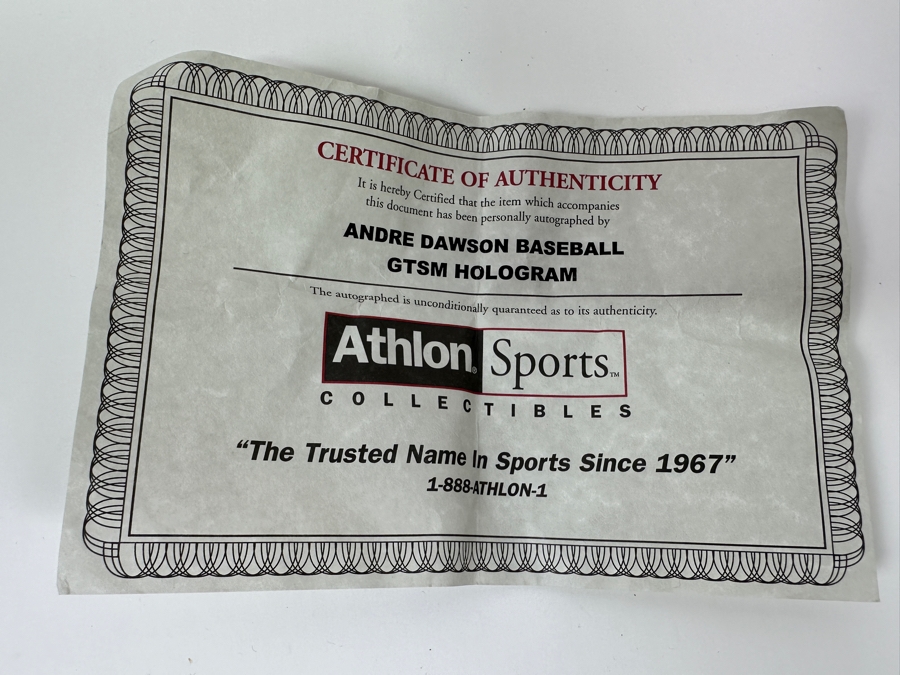 CERTIFICATE OF AUTHENTICITY
It is hereby Certified that the item which accompanies
this document has been personally autographed by
ANDRE DAWSON BASEBALL
GTSM HOLOGRAM
The autographed is unconditionally quaranteed as to its authenticity.
Athlon® Sports™
COLLECTIBLES
“The Trusted Name In Sports Since 1967”
1-888-ATHLON-1